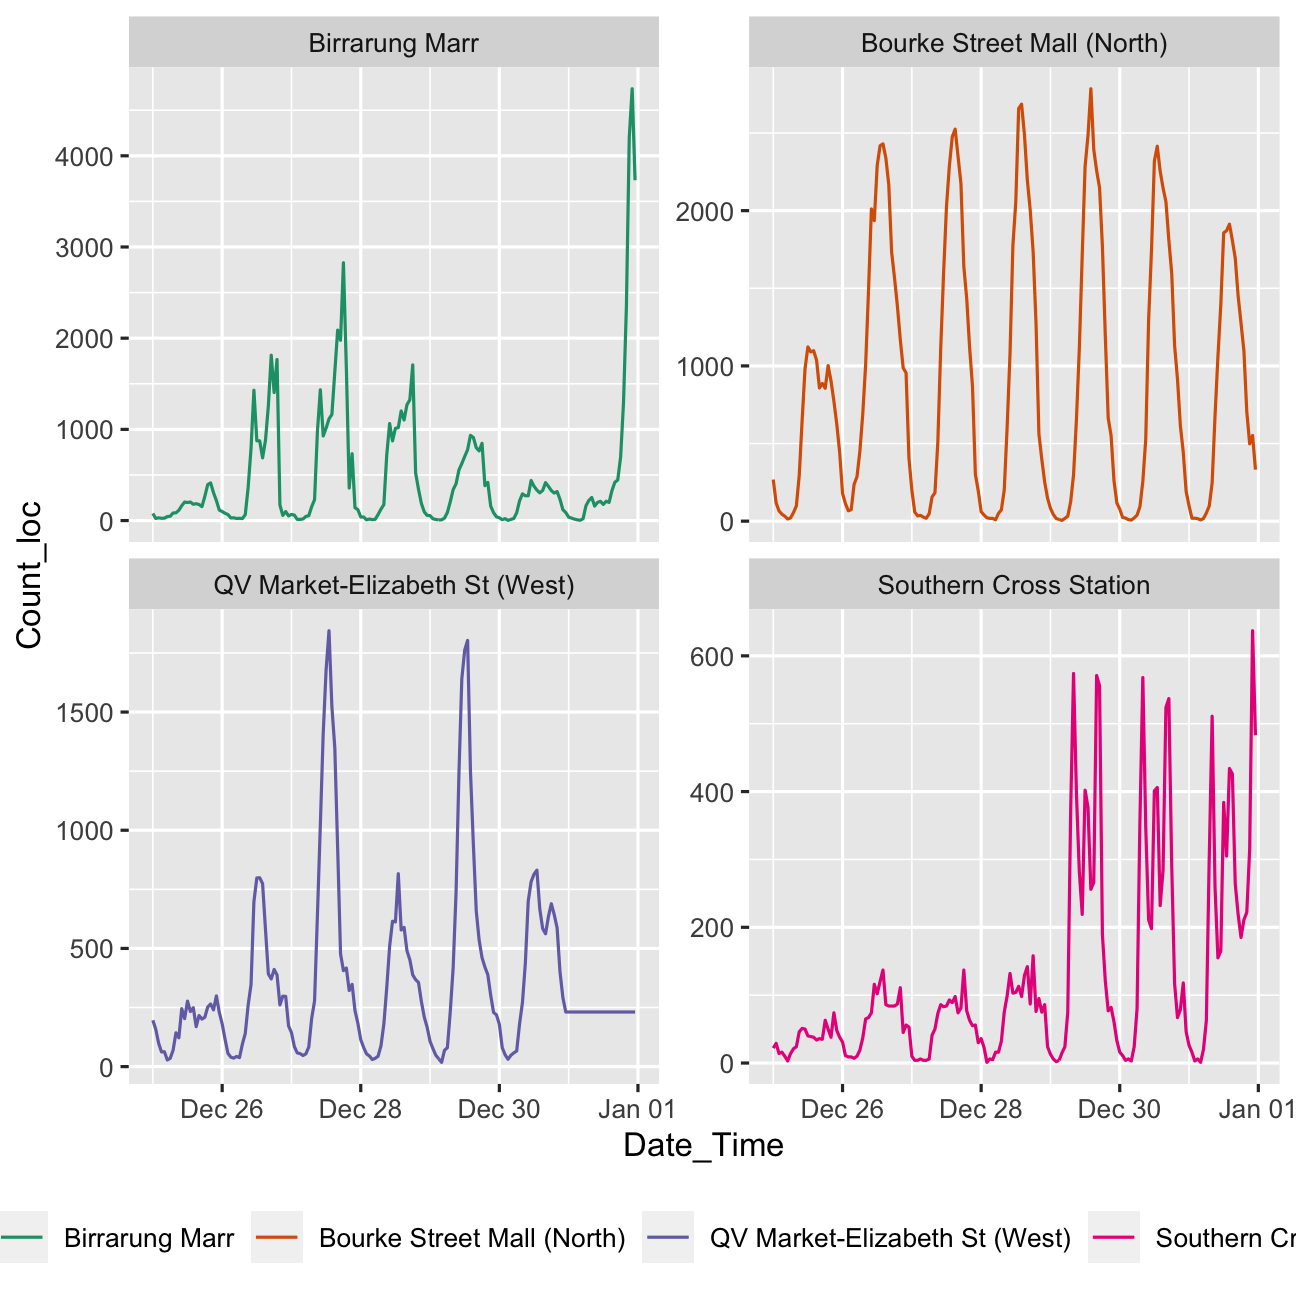 Birrarung Marr
Bourke Street Mall (North)
4000
3000
2000
1000
0
2000
1000
0
QV Market-Elizabeth St (West)
Southern Cross Station
1500
1000
500
0
600
400
200
0
Dec 26 Dec 28 Dec 30 Jan 01
Dec 26 Dec 28 Dec 30 Jan 01
Count_loc
Date_Time
Birrarung Marr Bourke Street Mall (North) QV Market-Elizabeth St (West) Southern Cr